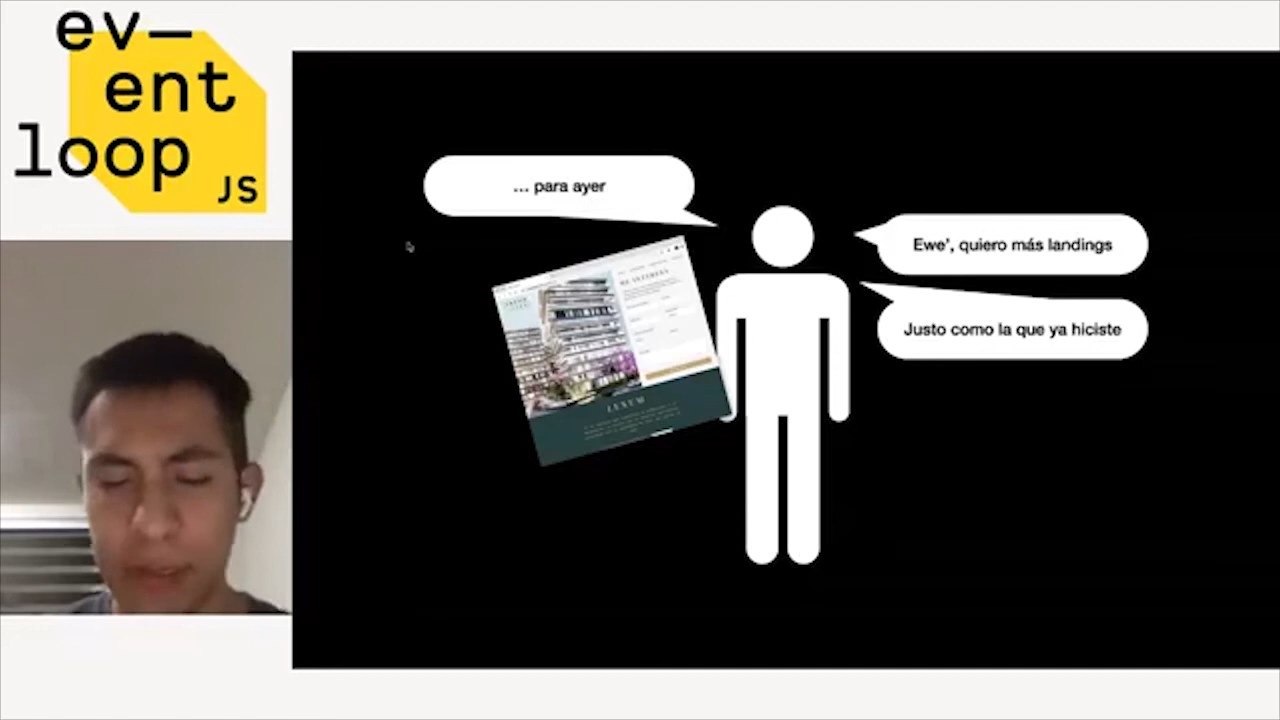 ev—
ent
loop
JS
... para ayer
Ewe', quiero más landings
Justo como la que ya hiciste